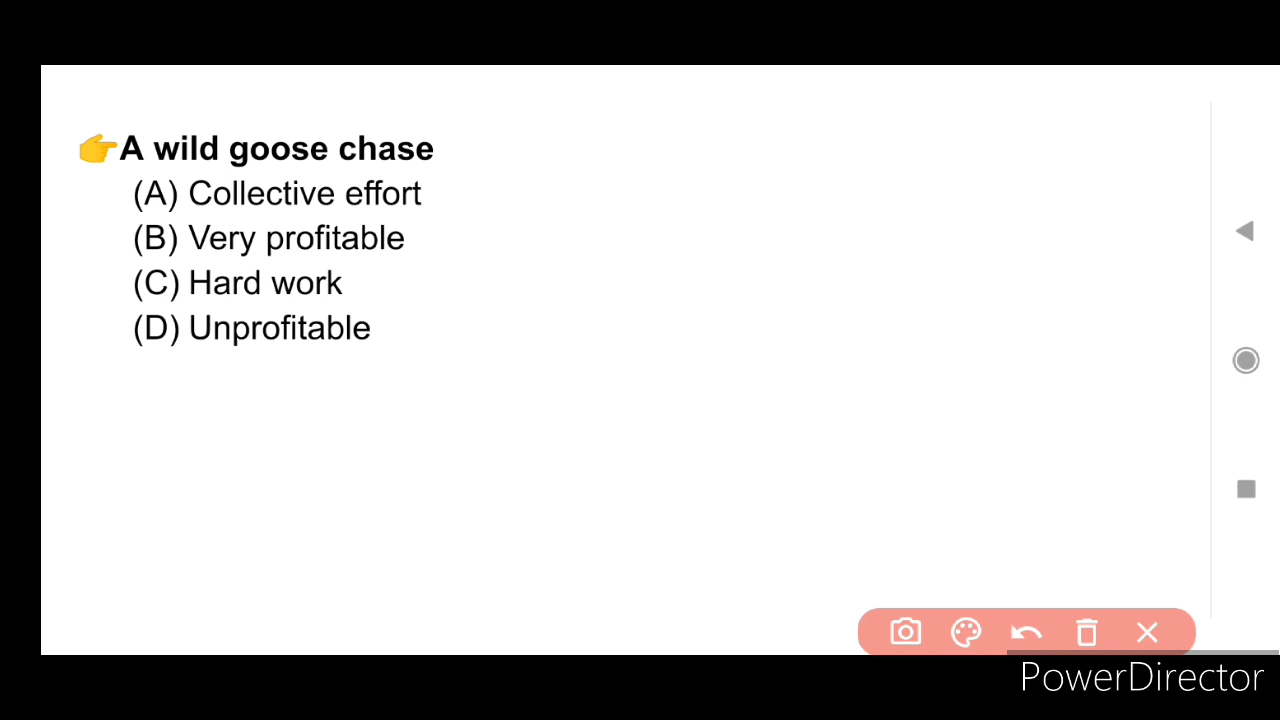 👉A wild goose chase
(A) Collective effort
(B) Very profitable
(C) Hard work
(D) Unprofitable
PowerDirector